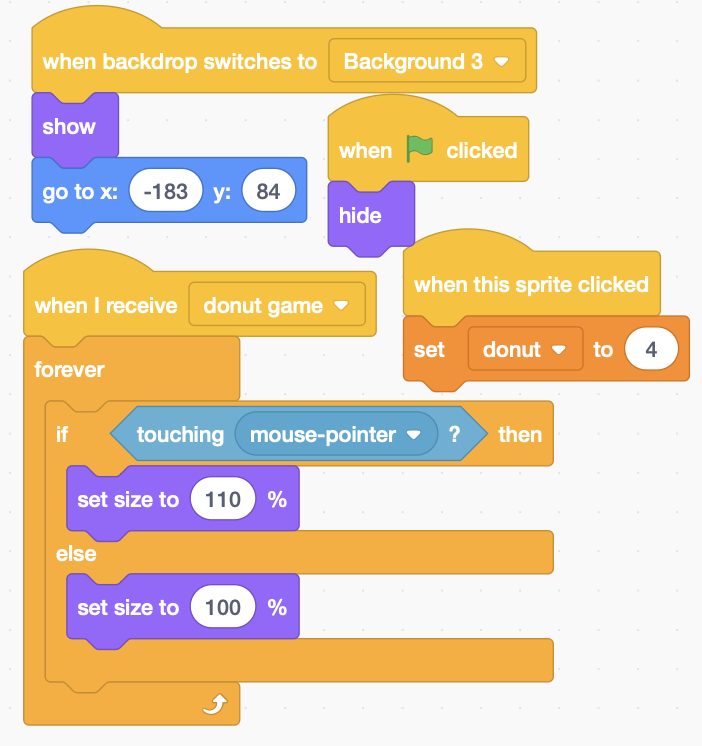 when backdrop switches to Background 3
show
go to x: -183 y: 84
when clicked
hide
when this sprite clicked
set donut to 4
when I receive donut game
forever
if touching mouse-pointer ? then
set size to 110 %
else
set size to 100 %